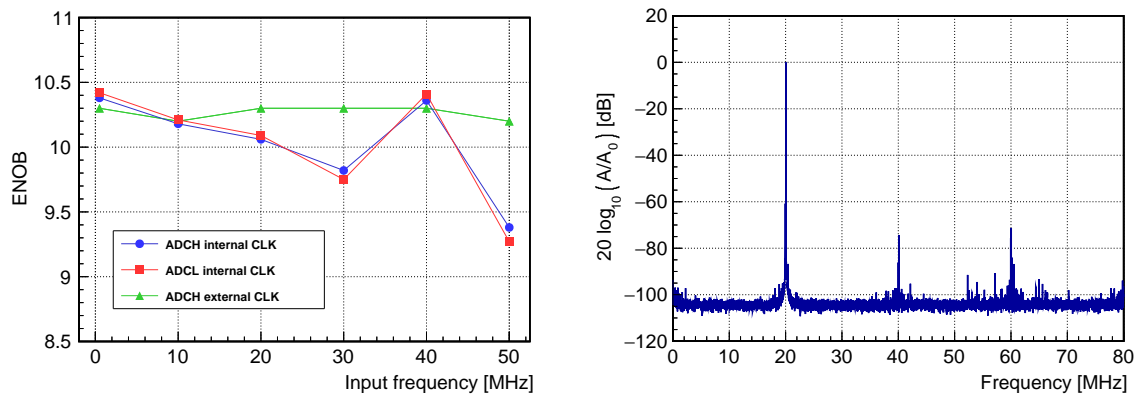 11
10.5
10
9.5
9
8.5
ENOB
ADCH internal CLK
ADCL internal CLK
ADCH external CLK
0 10 20 30 40 50
Input frequency [MHz]
20
0
−20
−40
−60
−80
−100
−120
20 log10 ( A/A0 ) [dB]
0 10 20 30 40 50 60 70 80
Frequency [MHz]